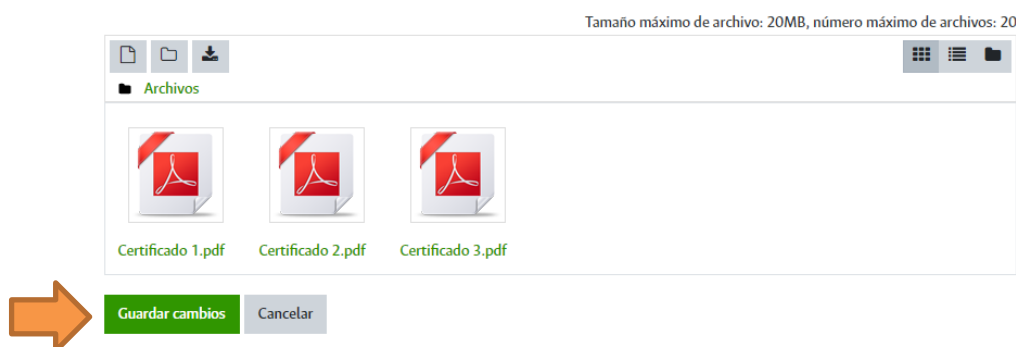 Tamaño máximo de archivo: 20MB, número máximo de archivos: 20
Archivos
Certificado 1.pdf Certificado 2.pdf Certificado 3.pdf
Guardar cambios Cancelar